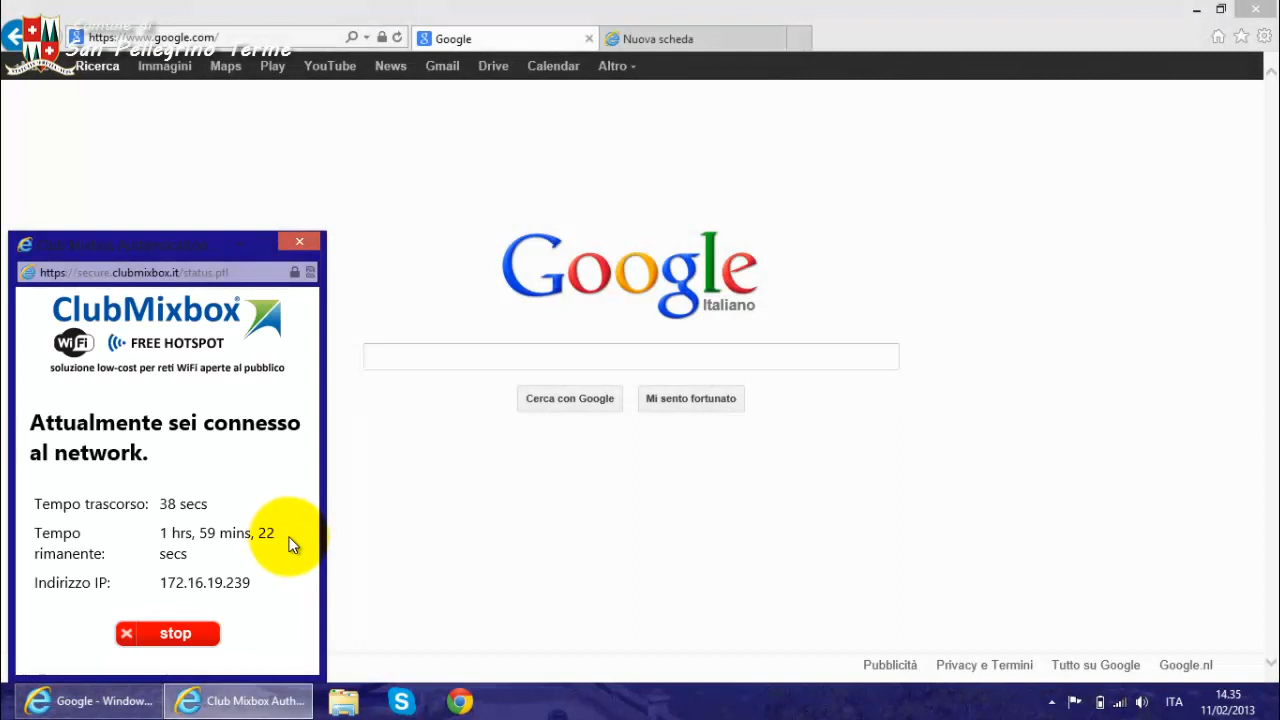 Comune di
San Pellegrino Terme
https://www.google.com/
Google
Nuova scheda
Ricerca Immagini Maps Play YouTube News Gmail Drive Calendar Altro
Google
Italiano
Cerca con Google
Mi sento fortunato
Club Mixbox Authentication
https://secure.clubmixbox.it/status.ptl
ClubMixbox®
WiFi FREE HOTSPOT
soluzione low-cost per reti WiFi aperte al pubblico
Attualmente sei connesso
al network.
Tempo trascorso: 38 secs
Tempo 1 hrs, 59 mins, 22
rimanente: secs
Indirizzo IP: 172.16.19.239
stop
Pubblicità Privacy e Termini Tutto su Google Google.nl
Google - Window...
Club Mixbox Auth...
ITA
14.35
11/02/2013